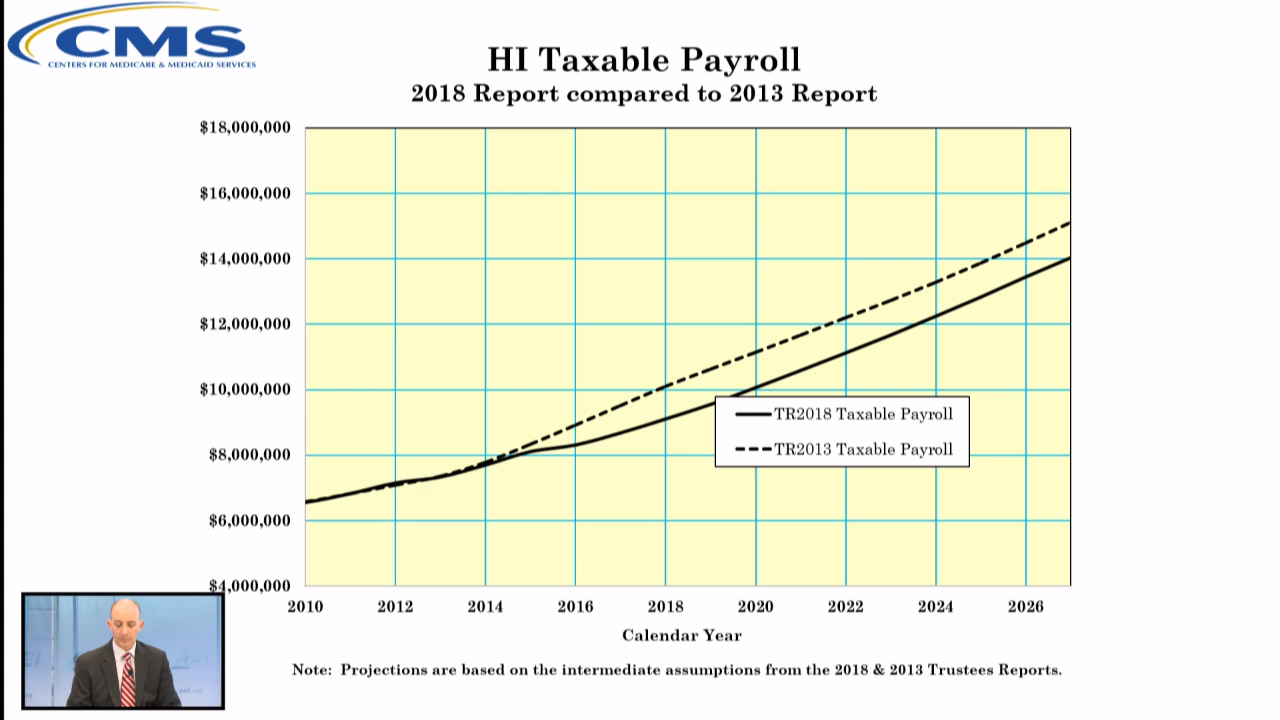 CMS
CENTERS FOR MEDICARE & MEDICAID SERVICES
HI Taxable Payroll
2018 Report compared to 2013 Report
$18,000,000
$16,000,000
$14,000,000
$12,000,000
$10,000,000
$8,000,000
$6,000,000
$4,000,000
TR2018 Taxable Payroll
TR2013 Taxable Payroll
2010 2012 2014 2016 2018 2020 2022 2024 2026
Calendar Year
Note: Projections are based on the intermediate assumptions from the 2018 & 2013 Trustees Reports.